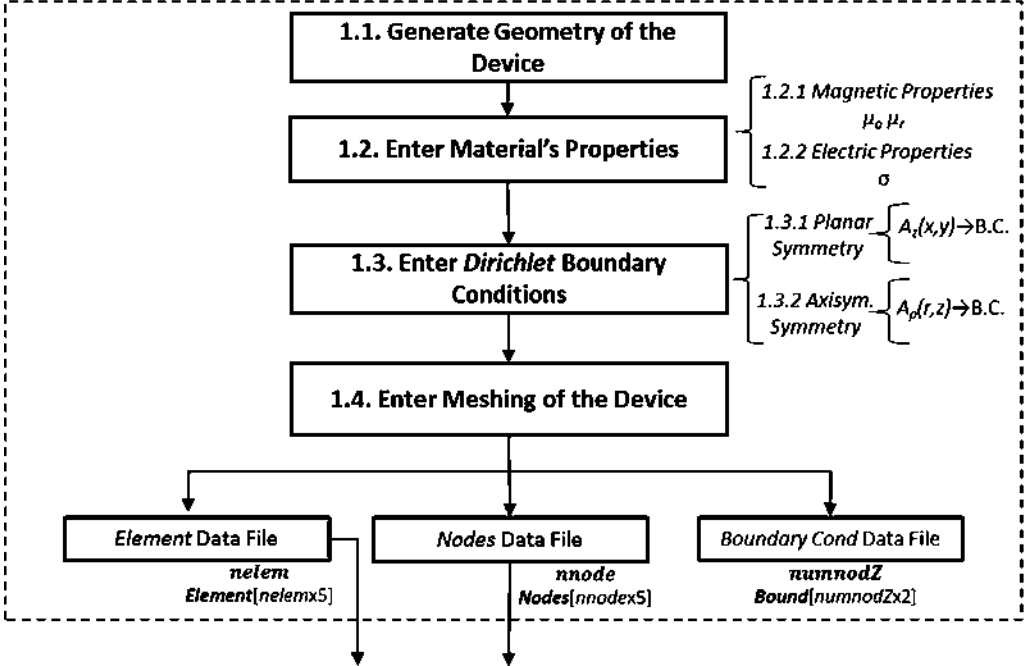 1.1. Generate Geometry of the
Device
1.2. Enter Material's Properties
1.2.1 Magnetic Properties
μₒ μᵣ
1.2.2 Electric Properties
σ
1.3. Enter Dirichlet Boundary
Conditions
1.3.1 Planar
Symmetry
A_z(x,y)→B.C.
1.3.2 Axisym.
Symmetry
A_ρ(r,z)→B.C.
1.4. Enter Meshing of the Device
Element Data File
nelem
Element[nelemx5]
Nodes Data File
nnode
Nodes[nnodex5]
Boundary Cond Data File
numnodZ
Bound[numnodZx2]